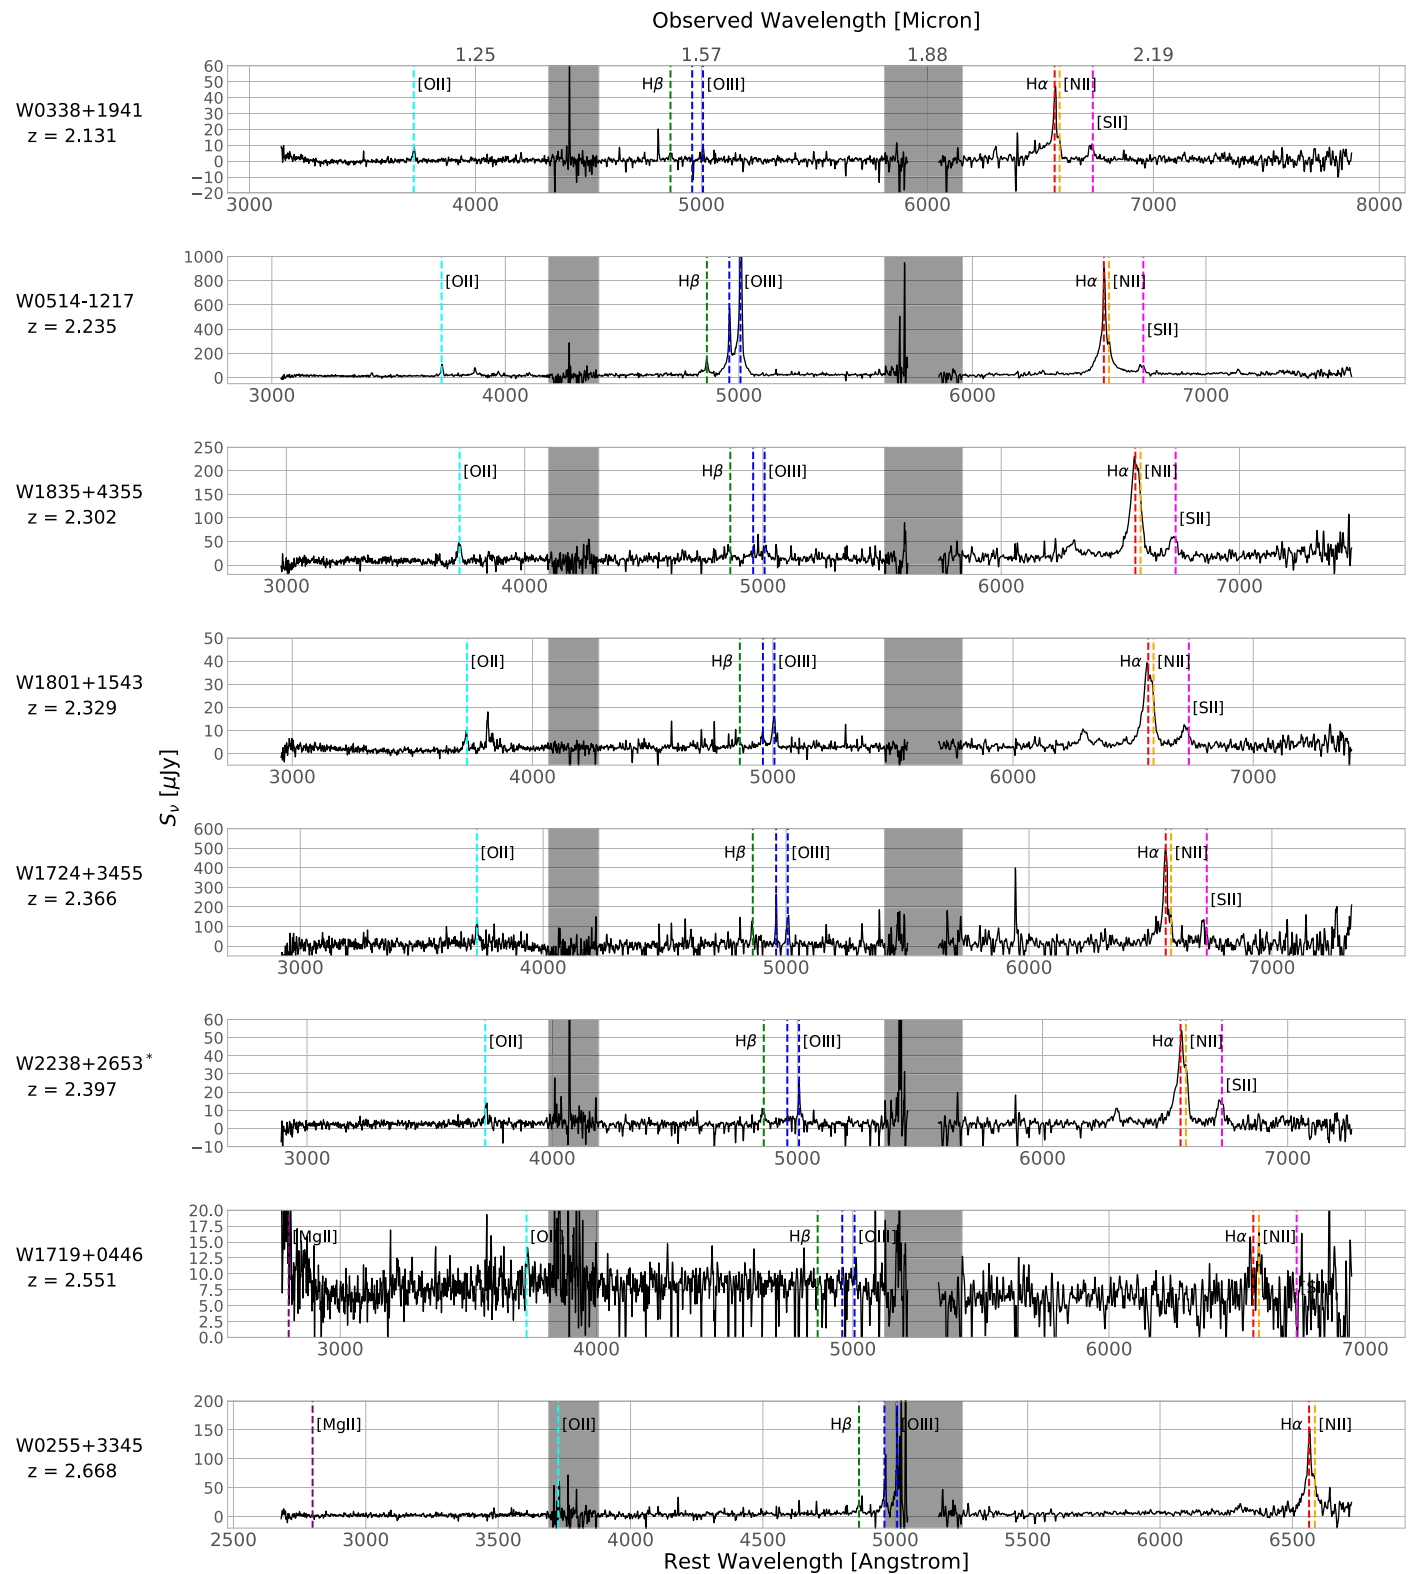 Observed Wavelength [Micron]
1.25 1.57 1.88 2.19
W0338+1941
z = 2.131
60
50
40
30
20
10
0
−10
−20
[OII] Hβ [OIII] Hα [NII]
[SII]
3000 4000 5000 6000 7000 8000
W0514-1217
z = 2.235
1000
800
600
400
200
0
[OII] Hβ [OIII] Hα [NII]
[SII]
3000 4000 5000 6000 7000
W1835+4355
z = 2.302
250
200
150
100
50
0
[OII] Hβ [OIII] Hα [NII]
[SII]
3000 4000 5000 6000 7000
W1801+1543
z = 2.329
50
40
30
20
10
0
[OII] Hβ [OIII] Hα [NII]
[SII]
3000 4000 5000 6000 7000
Sν [μJy]
W1724+3455
z = 2.366
600
500
400
300
200
100
0
[OII] Hβ [OIII] Hα [NII]
[SII]
3000 4000 5000 6000 7000
W2238+2653*
z = 2.397
60
50
40
30
20
10
0
−10
[OII] Hβ [OIII] Hα [NII]
[SII]
3000 4000 5000 6000 7000
W1719+0446
z = 2.551
20.0
17.5
15.0
12.5
10.0
7.5
5.0
2.5
0.0
[MgII] Hβ [OIII] Hα [NII]
3000 4000 5000 6000 7000
W0255+3345
z = 2.668
200
150
100
50
0
[MgII] [OII] Hβ [OIII] Hα [NII]
2500 3000 3500 4000 4500 5000 5500 6000 6500
Rest Wavelength [Angstrom]